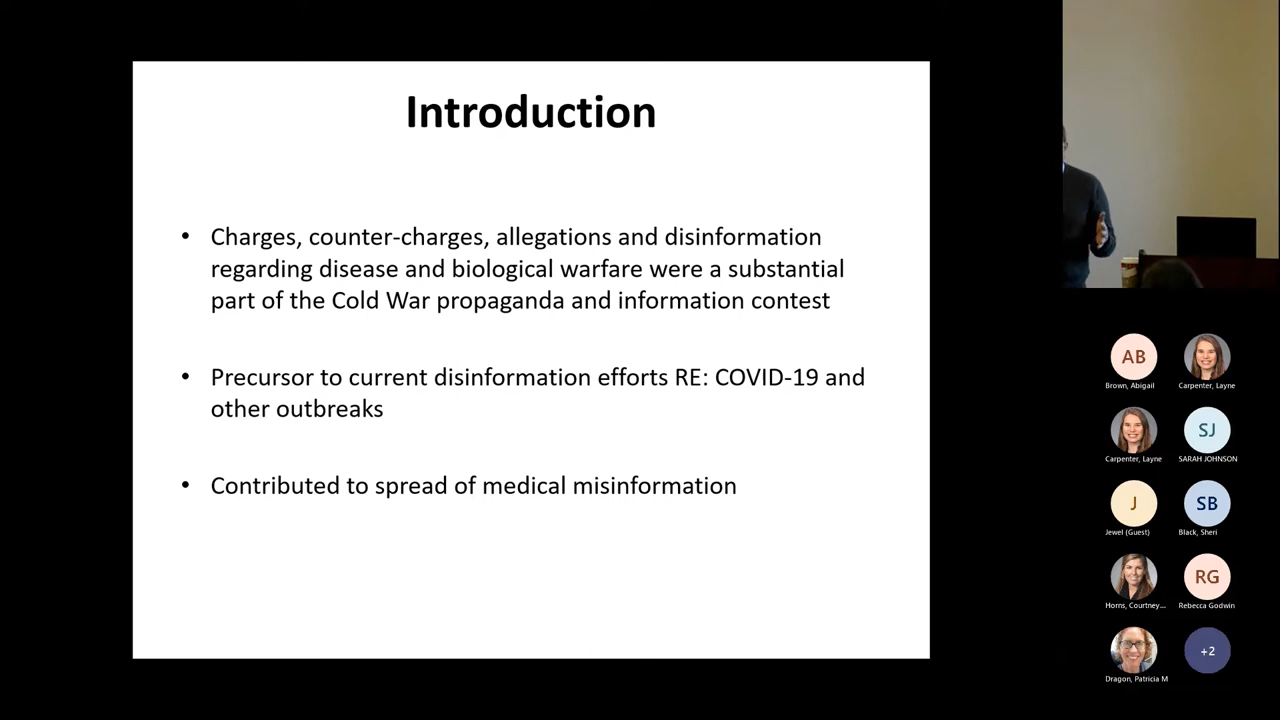 Introduction
• Charges, counter-charges, allegations and disinformation
regarding disease and biological warfare were a substantial
part of the Cold War propaganda and information contest
• Precursor to current disinformation efforts RE: COVID-19 and
other outbreaks
• Contributed to spread of medical misinformation
AB
Brown, Abigail
Carpenter, Layne
Carpenter, Layne
SJ
SARAH JOHNSON
J
Jewel (Guest)
SB
Black, Sheri
Horns, Courtney...
RG
Rebecca Godwin
Dragon, Patricia M
+2